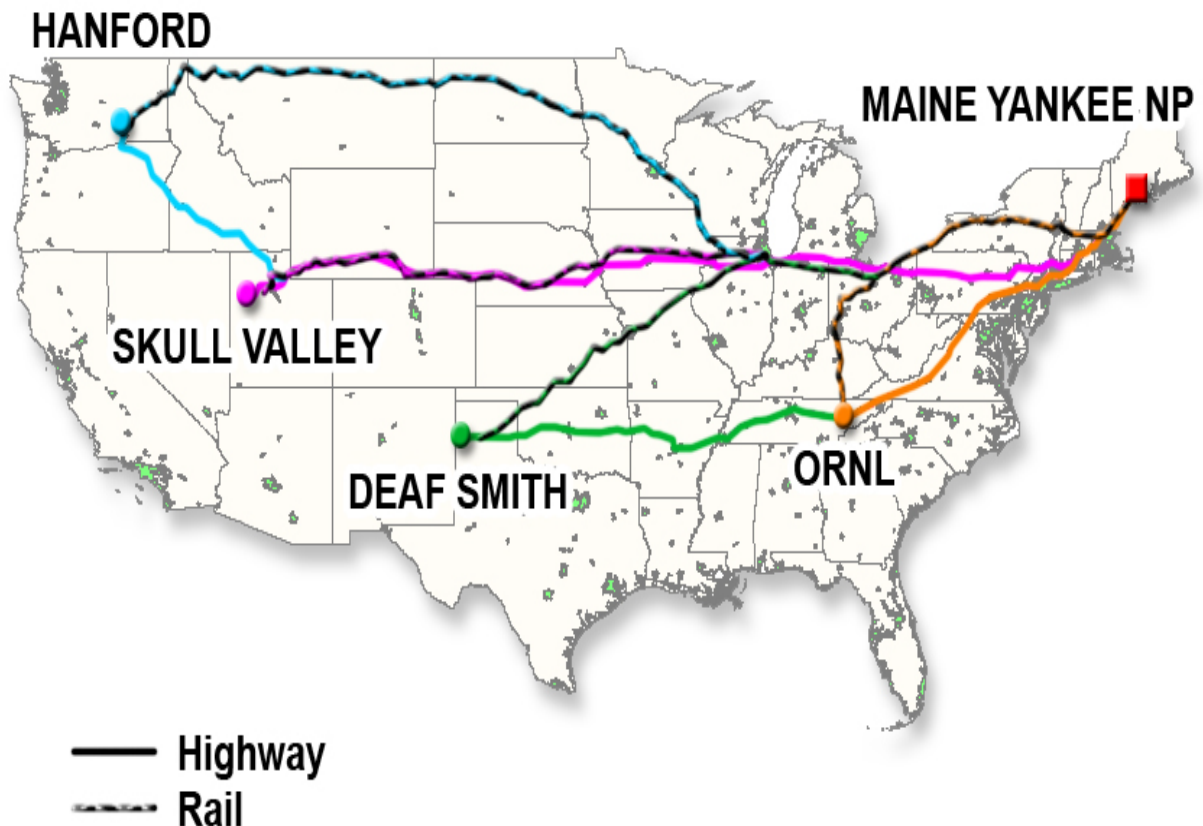 HANFORD
MAINE YANKEE NP
SKULL VALLEY
DEAF SMITH
ORNL
Highway
Rail